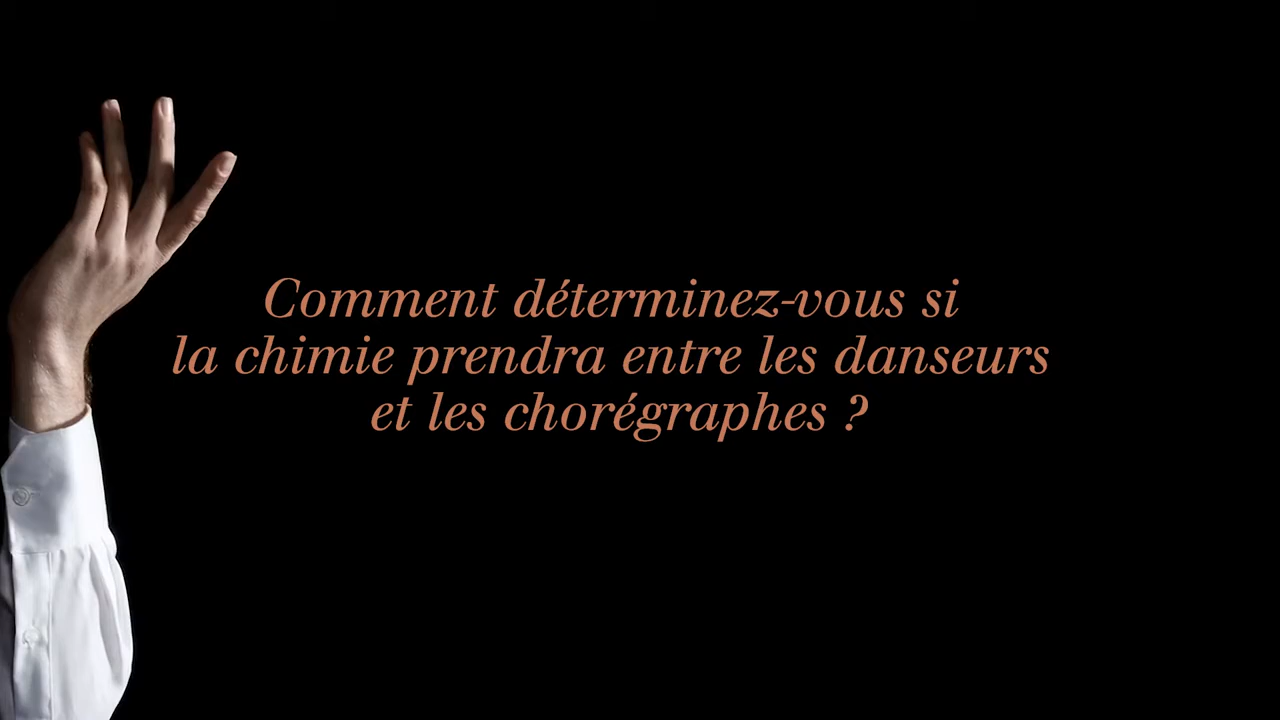 Comment déterminez-vous si
la chimie prendra entre les danseurs
et les chorégraphes ?